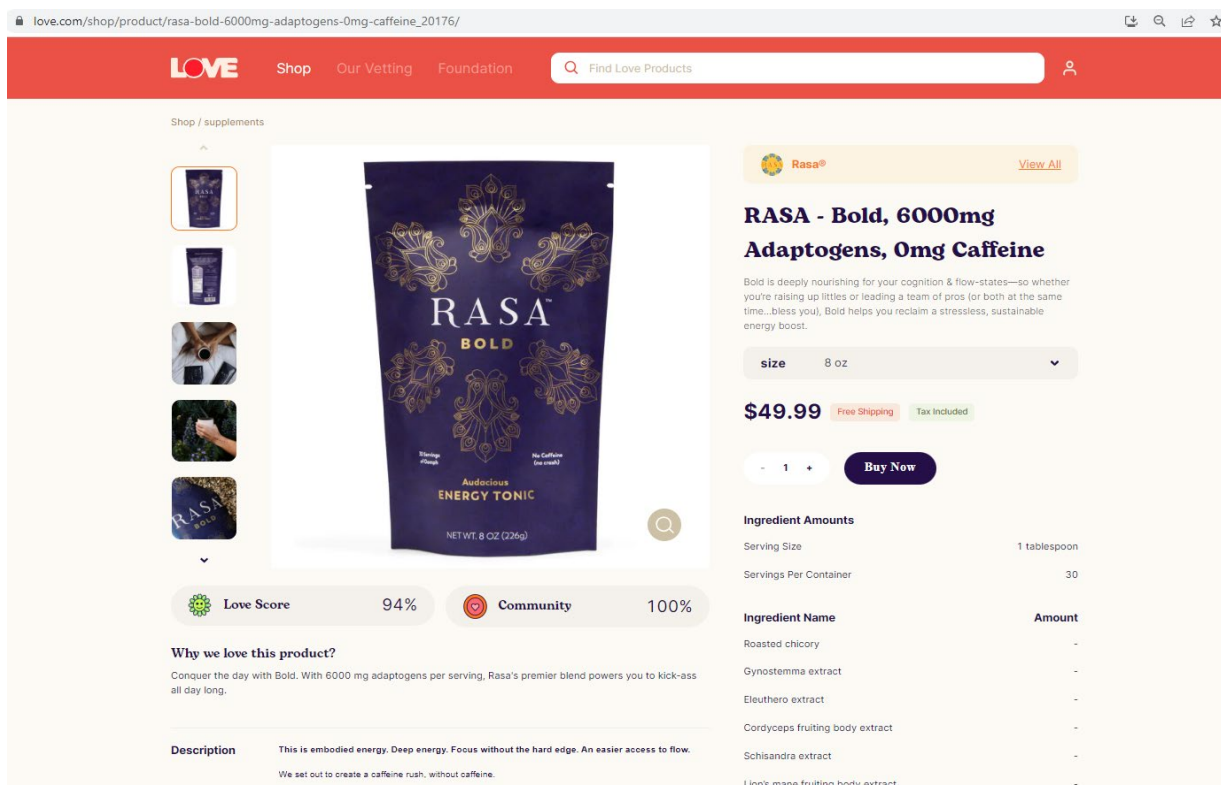 love.com/shop/product/rasa-bold-6000mg-adaptogens-0mg-caffeine_20176/
LOVE
Shop
Our Vetting
Foundation
Find Love Products
Shop / supplements
RASA™
BOLD
No Caffeine
(no crash)
Audacious
ENERGY TONIC
NET WT. 8 OZ (226g)
RASA
BOLD
Love Score 94%
Community 100%
Why we love this product?
Conquer the day with Bold. With 6000 mg adaptogens per serving, Rasa's premier blend powers you to kick-ass
all day long.
Description
This is embodied energy. Deep energy. Focus without the hard edge. An easier access to flow.
We set out to create a caffeine rush, without caffeine.
Rasa®
View All
RASA - Bold, 6000mg
Adaptogens, 0mg Caffeine
Bold is deeply nourishing for your cognition & flow-states—so whether
you're raising up littles or leading a team of pros (or both at the same
time...bless you), Bold helps you reclaim a stressless, sustainable
energy boost.
size 8 oz
$49.99 Free Shipping Tax Included
- 1 +
Buy Now
Ingredient Amounts
Serving Size 1 tablespoon
Servings Per Container 30
Ingredient Name Amount
Roasted chicory -
Gynostemma extract -
Eleuthero extract -
Cordyceps fruiting body extract -
Schisandra extract -
Lion's mane fruiting body extract -